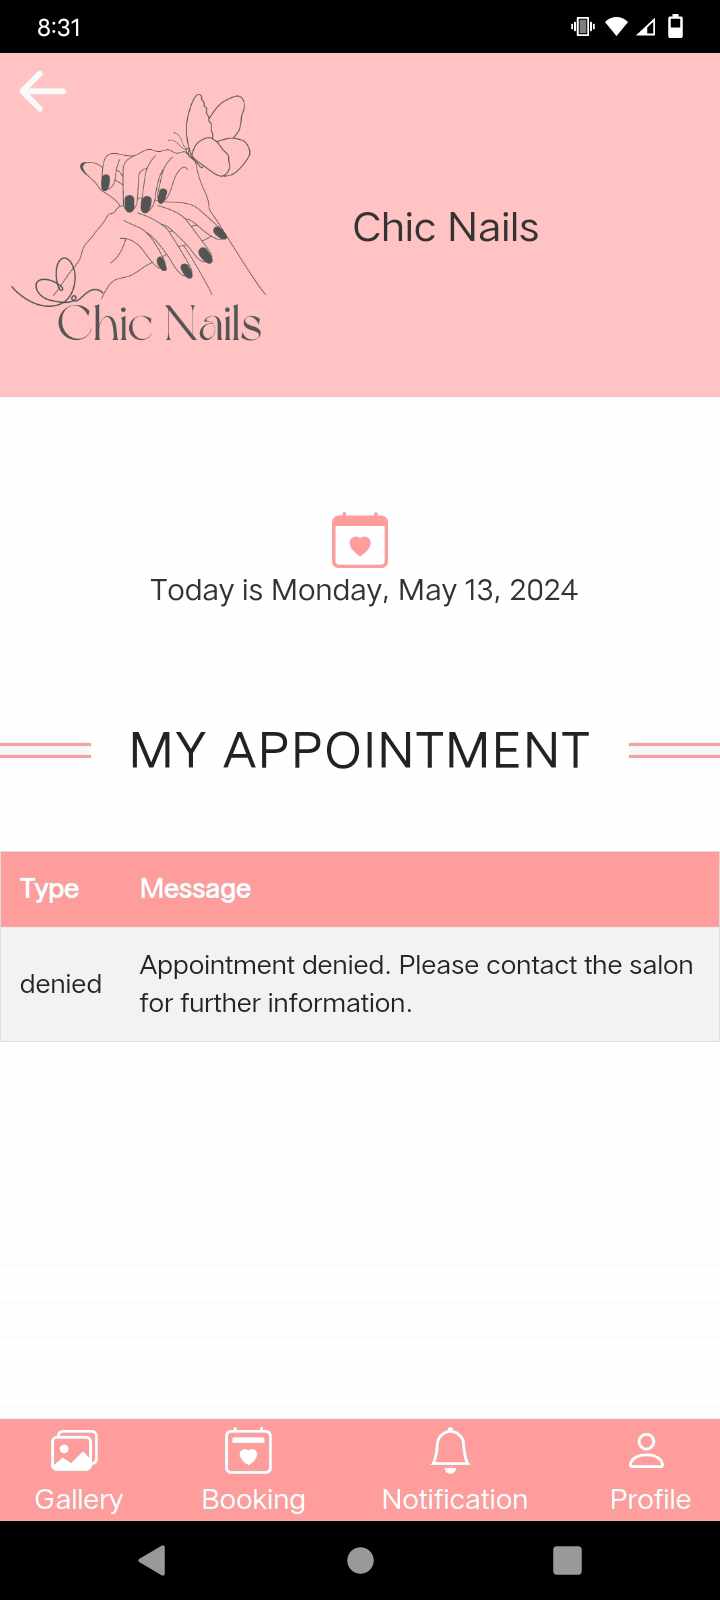 8:31
Chic Nails
Chic Nails
Today is Monday, May 13, 2024
MY APPOINTMENT
Type Message
denied Appointment denied. Please contact the salon
for further information.
Gallery Booking Notification Profile